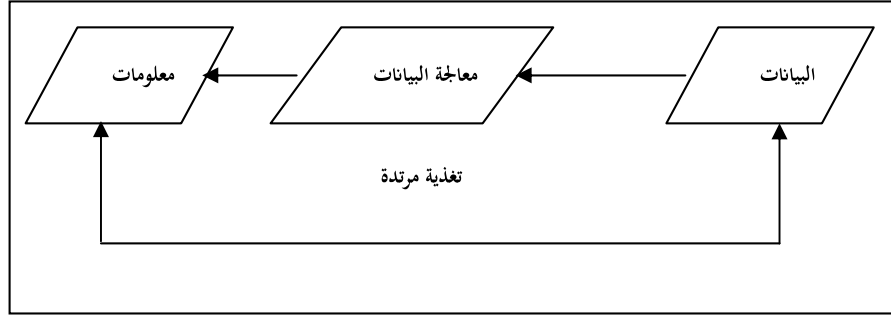 البيانات
معالجة البيانات
معلومات
تغذية مرتدة